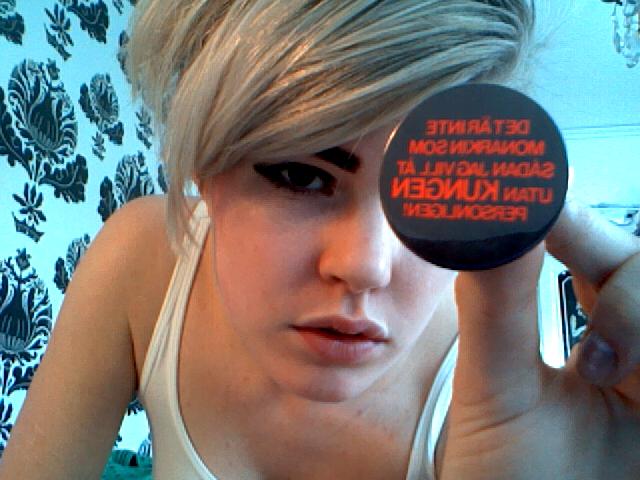 DET ÄR INTE
MONARKIN SOM
SÅDAN JAG VILL ÅT
UTAN KUNGEN
PERSONLIGEN!